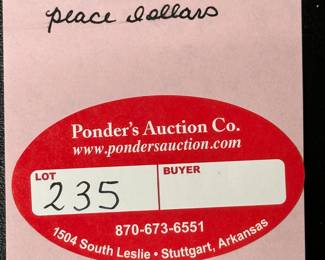 peace dollars
Ponder's Auction Co.
www.pondersauction.com
LOT
BUYER
235
870-673-6551
1504 South Leslie • Stuttgart, Arkansas